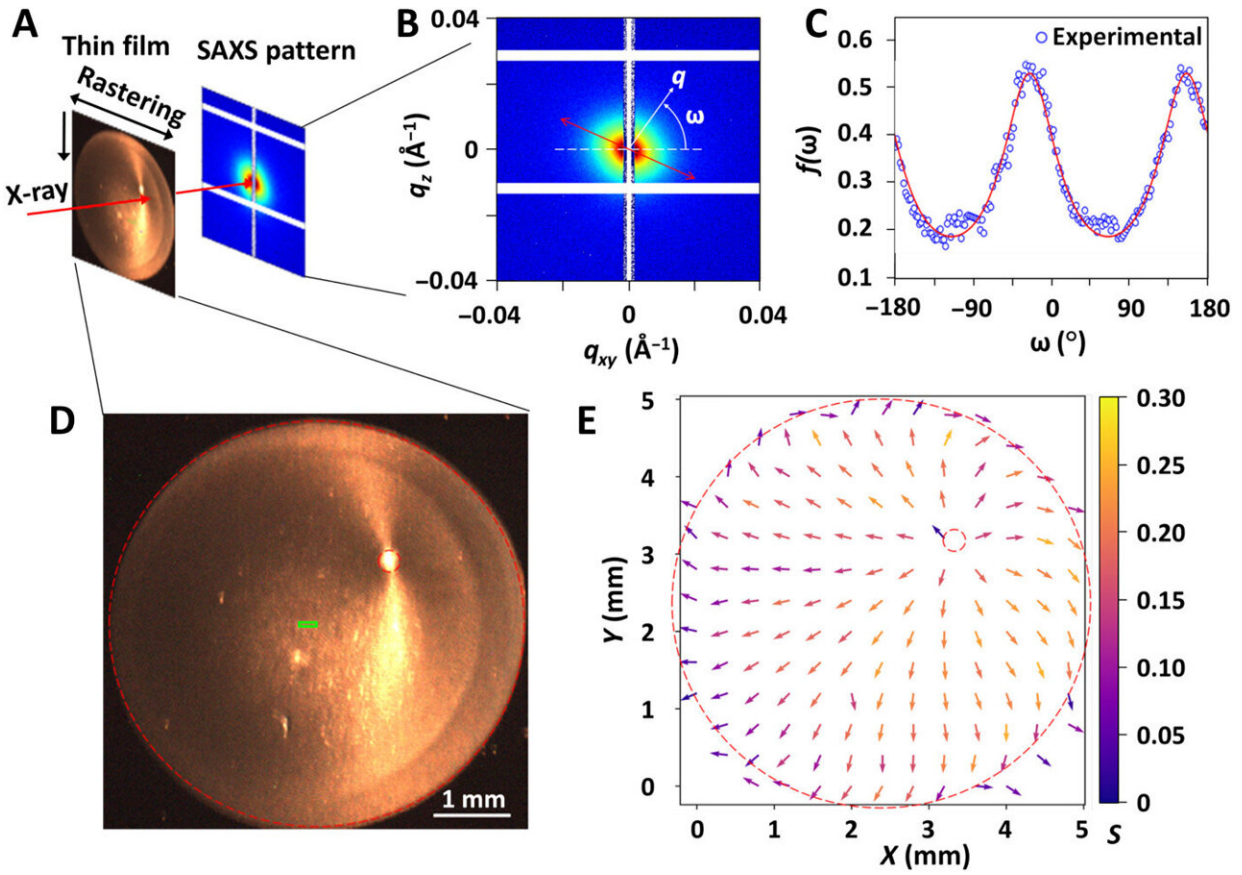 A
Thin film
Rastering
X-ray
SAXS pattern
B
0.04
0
−0.04
q_z (Å⁻¹)
q
ω
−0.04
0
0.04
q_xy (Å⁻¹)
C
Experimental
0.6
0.5
0.4
0.3
0.2
0.1
f(ω)
−180
−90
0
90
180
ω (°)
D
1 mm
E
5
4
3
2
1
0
Y (mm)
0
1
2
3
4
5
X (mm)
0.30
0.25
0.20
0.15
0.10
0.05
0
S